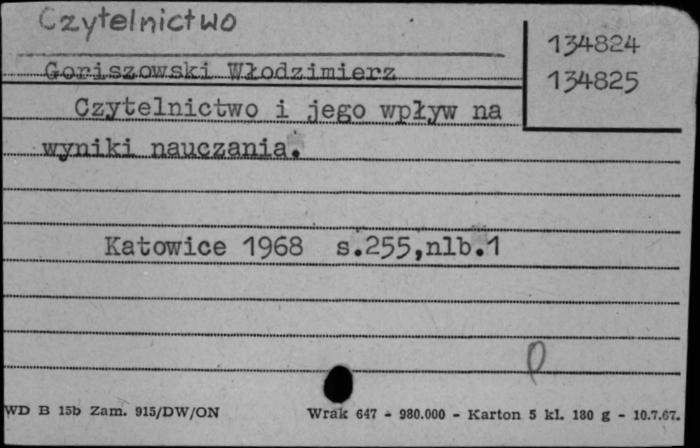 Czytelnictwo
134824
Goriszowski Włodzimierz
134825
Czytelnictwo i jego wpływ na
wyniki nauczania.
Katowice 1968 s.255,nlb.1
WD B 15b Zam. 915/DW/ON Wrak 647 - 980.000 - Karton 5 kl. 180 g - 10.7.67.